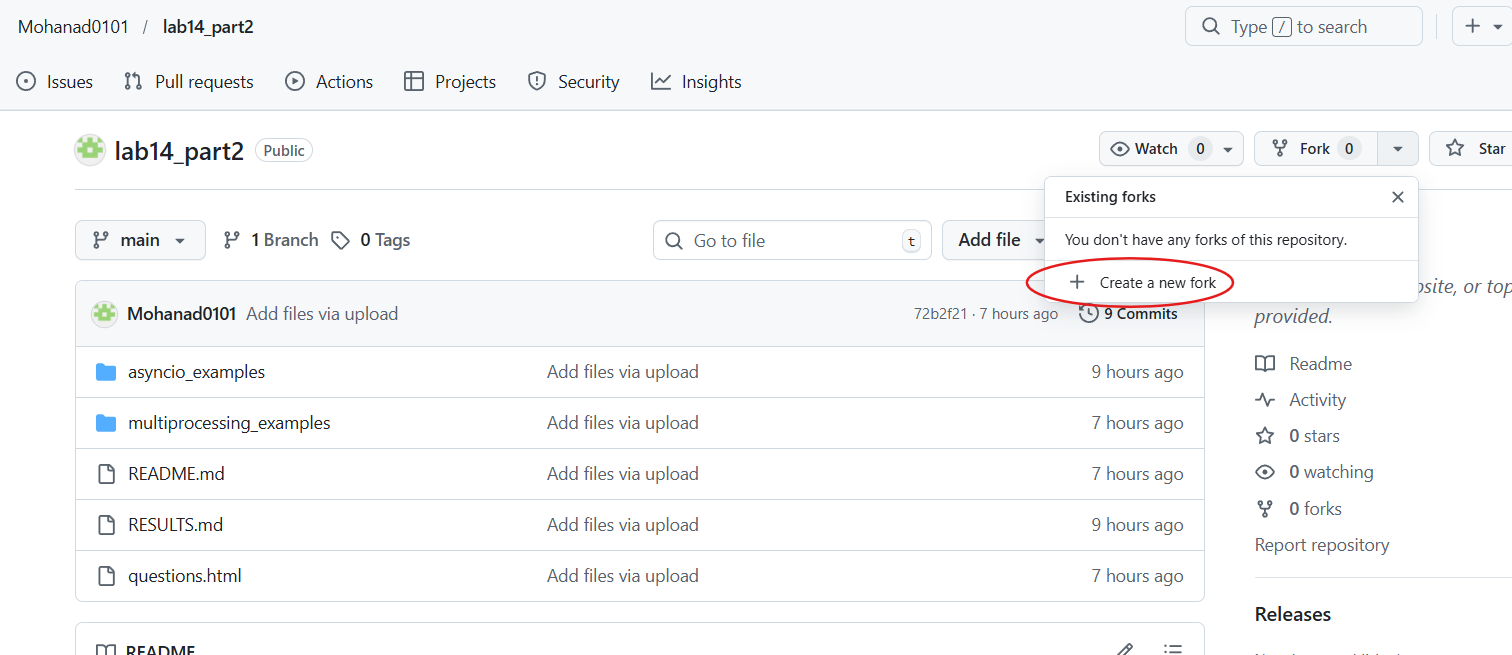 Mohanad0101 / lab14_part2
Type / to search
Issues Pull requests Actions Projects Security Insights
lab14_part2 Public
Watch 0 Fork 0 Star
Existing forks
You don't have any forks of this repository.
Create a new fork
main 1 Branch 0 Tags
Go to file t
Add file
Mohanad0101 Add files via upload 72b2f21 · 7 hours ago 9 Commits
asyncio_examples Add files via upload 9 hours ago
multiprocessing_examples Add files via upload 7 hours ago
README.md Add files via upload 7 hours ago
RESULTS.md Add files via upload 9 hours ago
questions.html Add files via upload 7 hours ago
README
or top
provided.
Readme
Activity
0 stars
0 watching
0 forks
Report repository
Releases